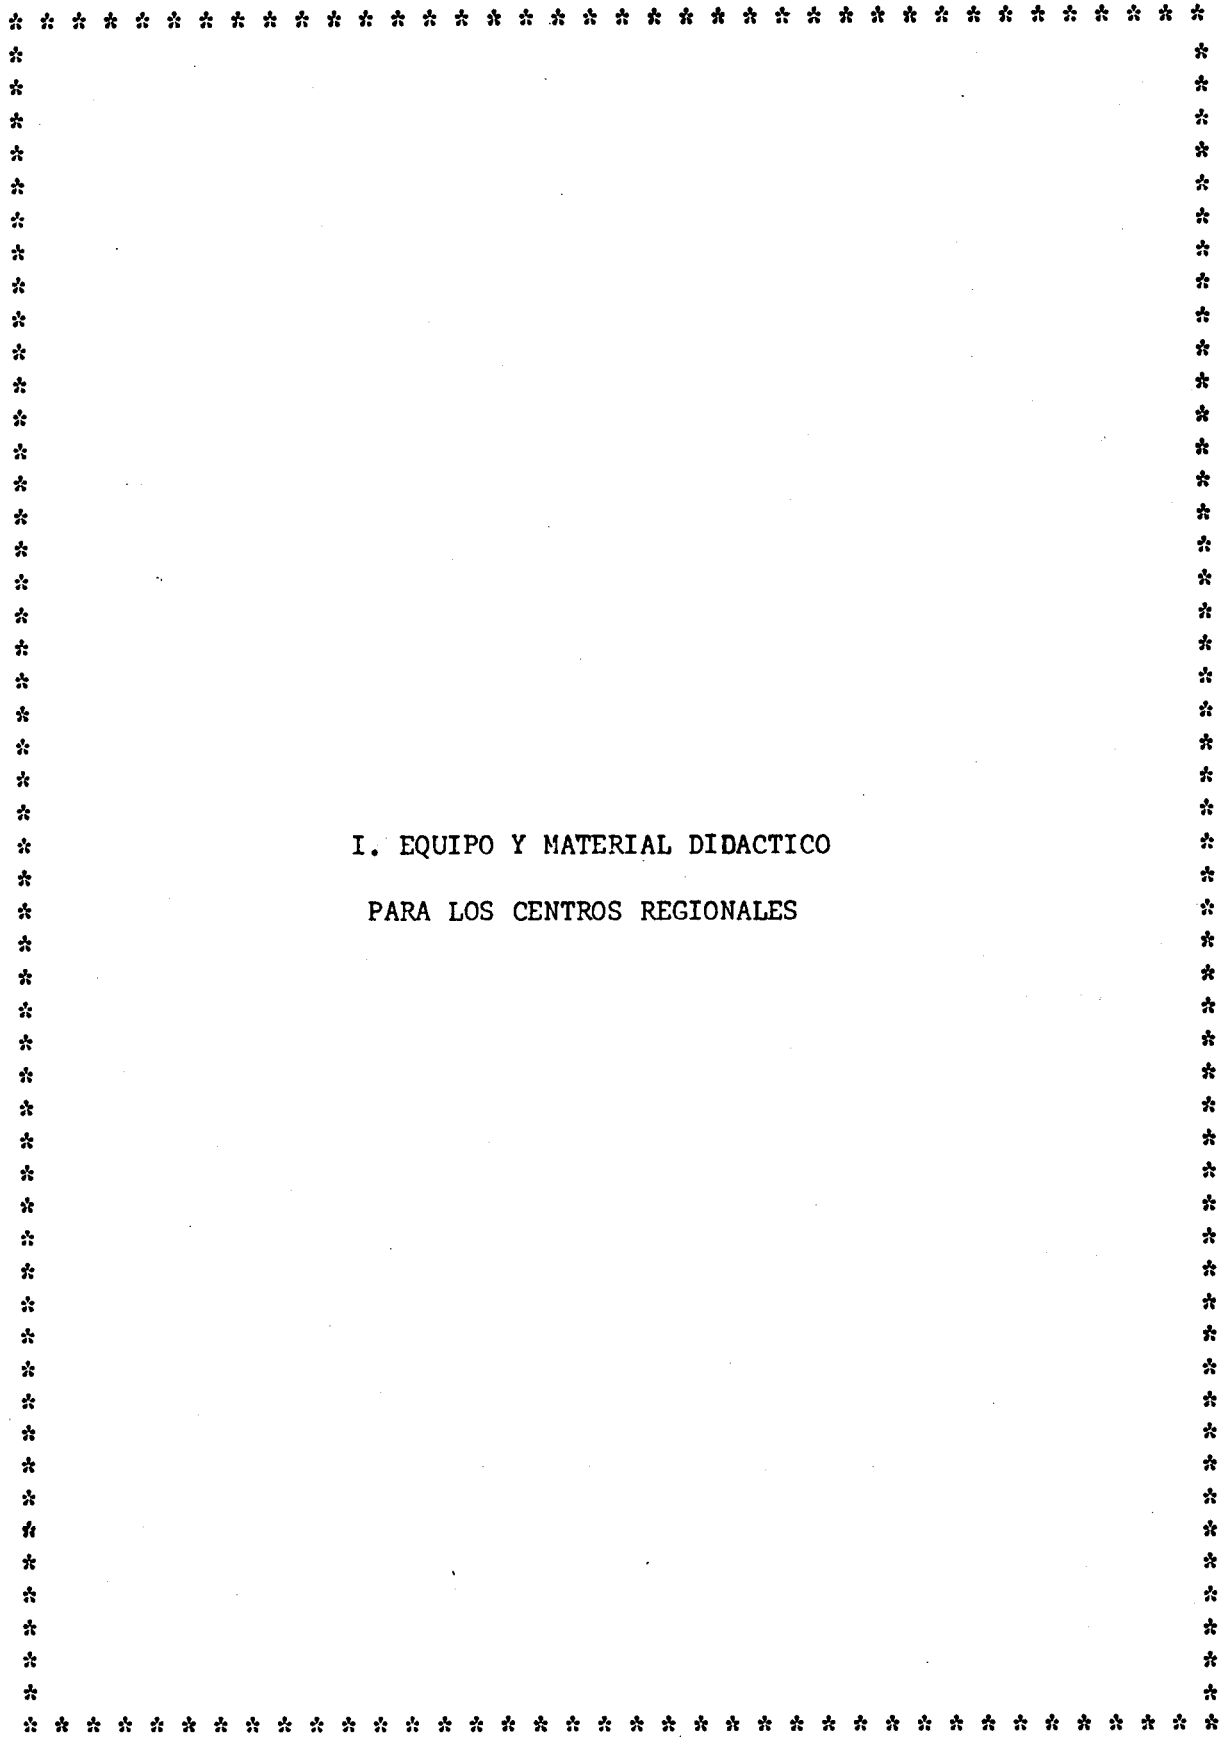 I. EQUIPO Y MATERIAL DIDACTICO
PARA LOS CENTROS REGIONALES